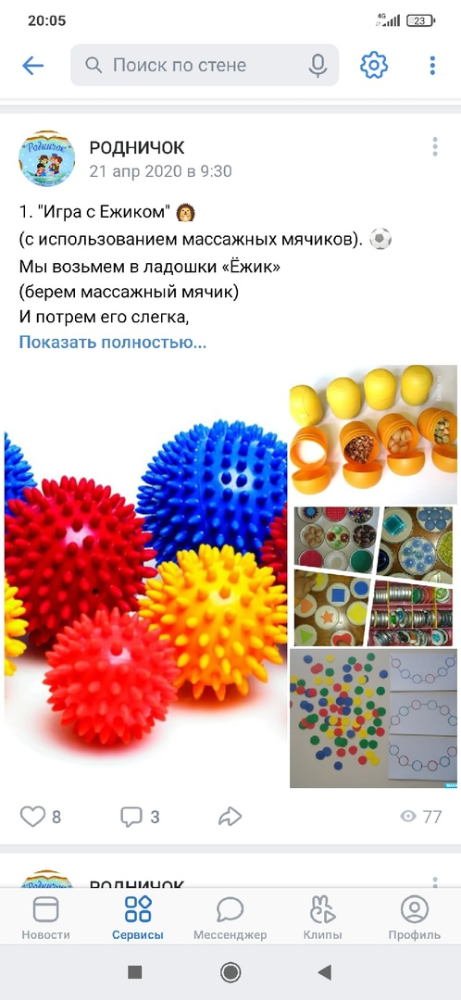 20:05
4G
23
Поиск по стене
Родничок
РОДНИЧОК
21 апр 2020 в 9:30
1. "Игра с Ежиком" 🦔
(с использованием массажных мячиков). ⚽
Мы возьмем в ладошки «Ёжик»
(берем массажный мячик)
И потрем его слегка,
Показать полностью...
8
3
77
РОДНИЧОК
Новости
Сервисы
Мессенджер
Клипы
Профиль